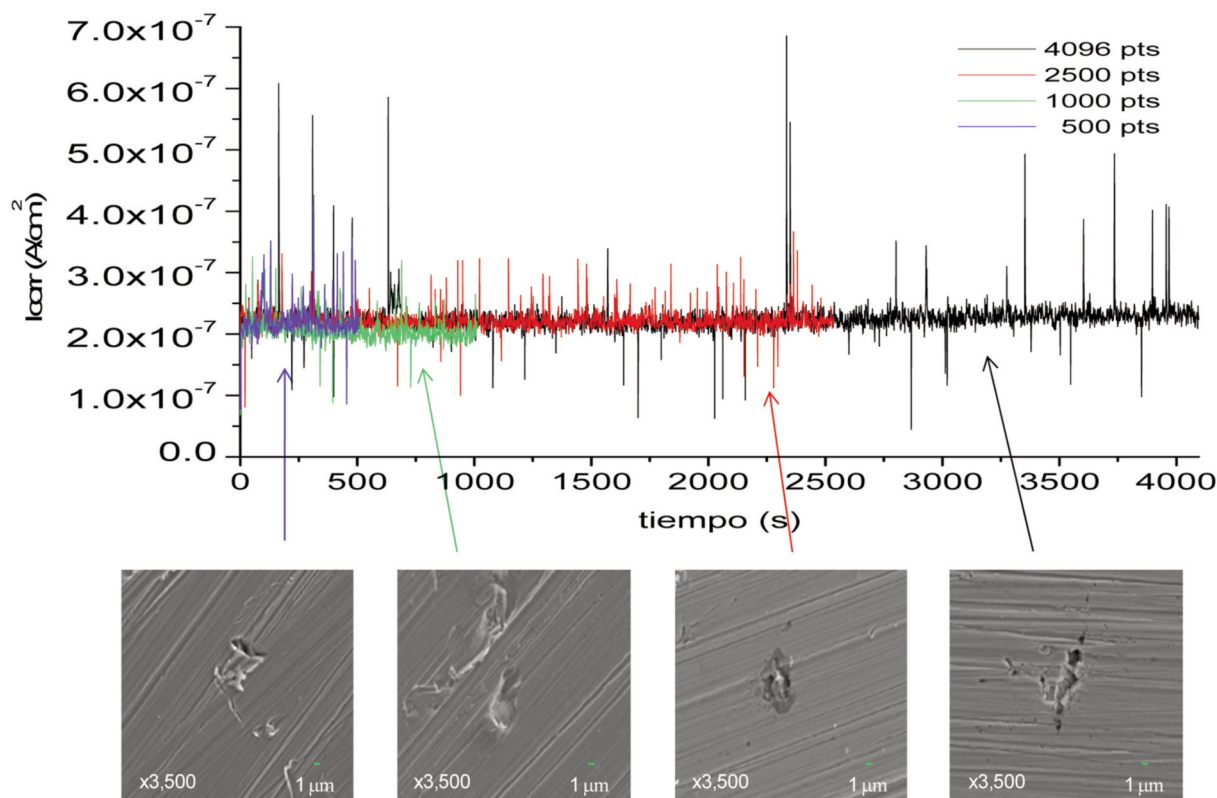 7.0x10-7
6.0x10-7
5.0x10-7
4.0x10-7
3.0x10-7
2.0x10-7
1.0x10-7
0.0
Icorr (A/cm2)
4096 pts
2500 pts
1000 pts
500 pts
0 500 1000 1500 2000 2500 3000 3500 4000
tiempo (s)
x3,500 1 μm
x3,500 1 μm
x3,500 1 μm
x3,500 1 μm